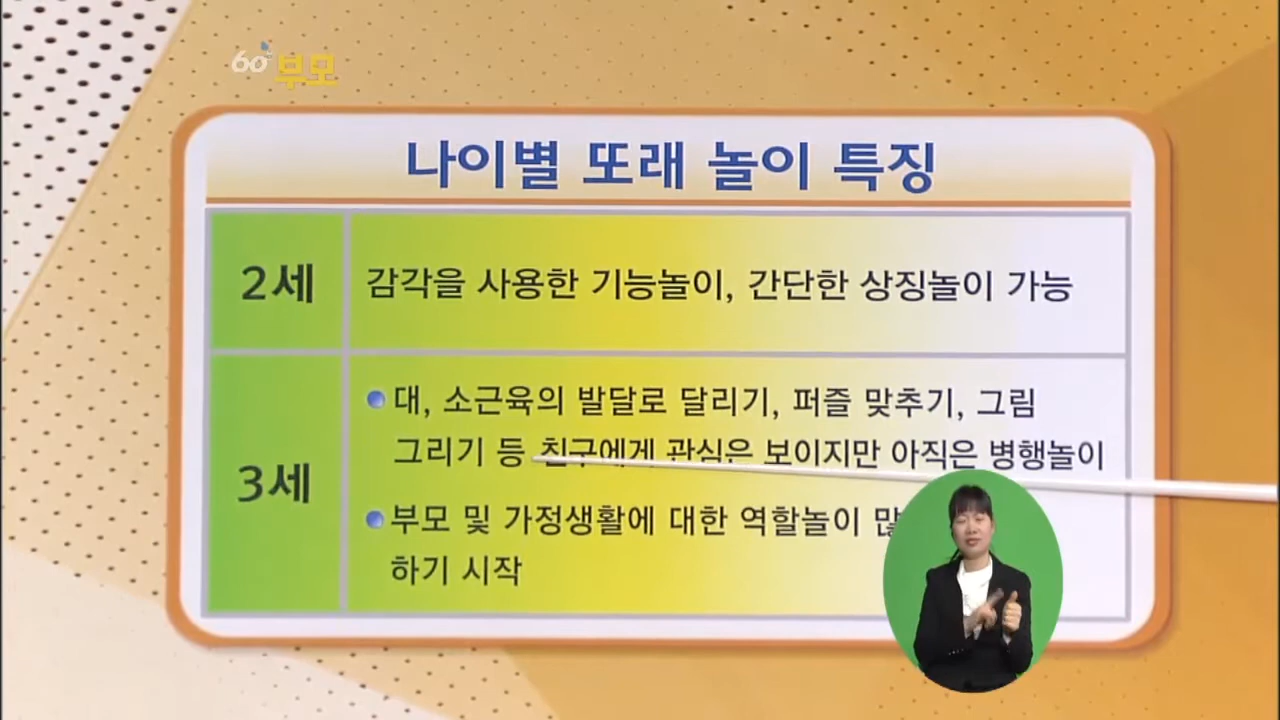 60 부모
나이별 또래 놀이 특징
2세
감각을 사용한 기능놀이, 간단한 상징놀이 가능
3세
대, 소근육의 발달로 달리기, 퍼즐 맞추기, 그림
그리기 등 친구에게 관심은 보이지만 아직은 병행놀이
부모 및 가정생활에 대한 역할놀이 많
하기 시작